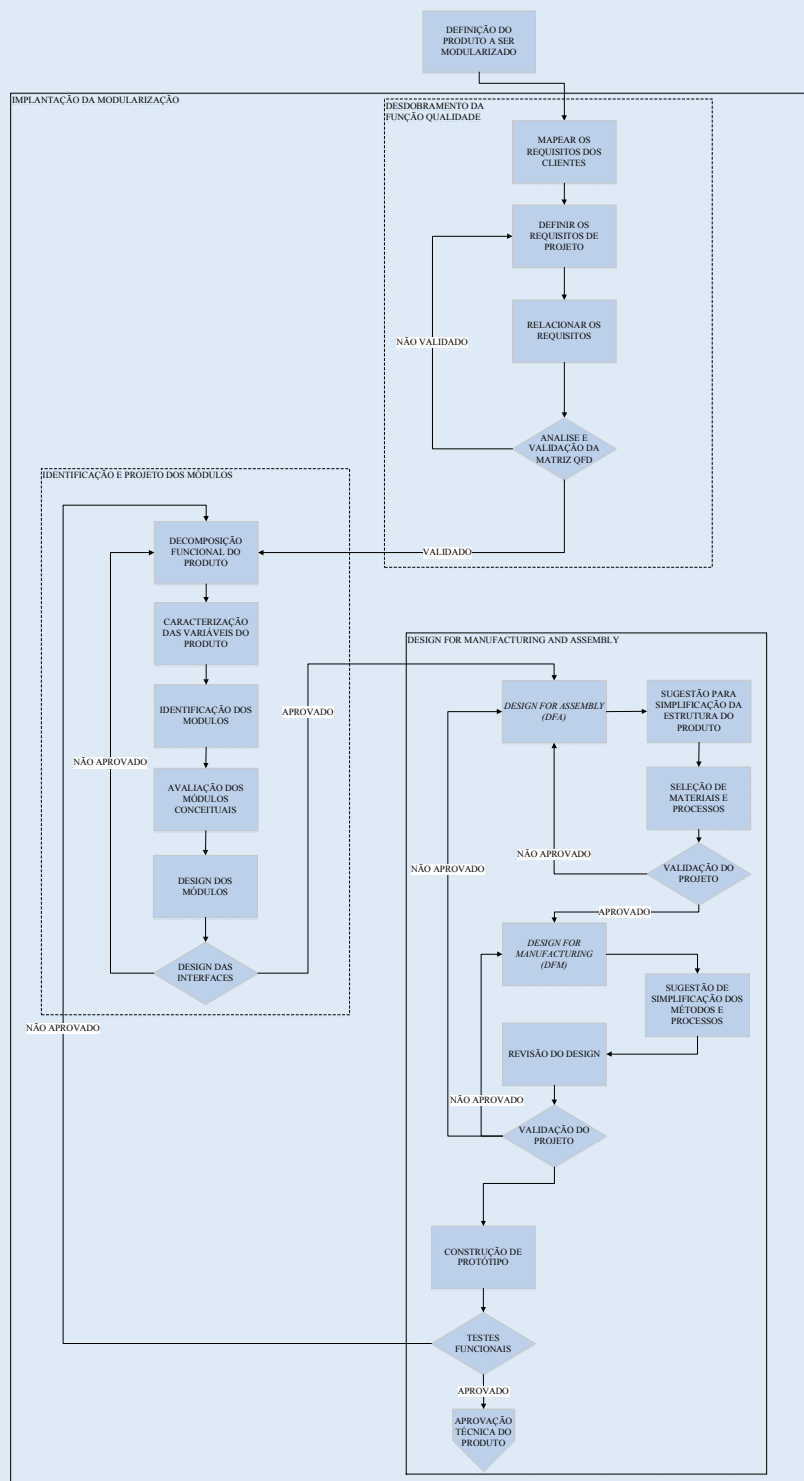 DEFINIÇÃO DO
PRODUTO A SER
MODULARIZADO
IMPLANTAÇÃO DA MODULARIZAÇÃO
DESDOBRAMENTO DA
FUNÇÃO QUALIDADE
MAPEAR OS
REQUISITOS DOS
CLIENTES
DEFINIR OS
REQUISITOS DE
PROJETO
RELACIONAR OS
REQUISITOS
NÃO VALIDADO
ANALISE E
VALIDAÇÃO DA
MATRIZ QFD
VALIDADO
IDENTIFICAÇÃO E PROJETO DOS MÓDULOS
DECOMPOSIÇÃO
FUNCIONAL DO
PRODUTO
CARACTERIZAÇÃO
DAS VARIÁVEIS DO
PRODUTO
IDENTIFICAÇÃO DOS
MODULOS
APROVADO
NÃO APROVADO
AVALIAÇÃO DOS
MÓDULOS
CONCEITUAIS
DESIGN DOS
MÓDULOS
DESIGN DAS
INTERFACES
NÃO APROVADO
DESIGN FOR MANUFACTURING AND ASSEMBLY
DESIGN FOR ASSEMBLY
(DFA)
SUGESTÃO PARA
SIMPLIFICAÇÃO DA
ESTRUTURA DO
PRODUTO
SELEÇÃO DE
MATERIAIS E
PROCESSOS
NÃO APROVADO
NÃO APROVADO
VALIDAÇÃO DO
PROJETO
APROVADO
DESIGN FOR
MANUFACTURING
(DFM)
SUGESTÃO DE
SIMPLIFICAÇÃO DOS
MÉTODOS E
PROCESSOS
REVISÃO DO DESIGN
NÃO APROVADO
VALIDAÇÃO DO
PROJETO
CONSTRUÇÃO DE
PROTÓTIPO
TESTES
FUNCIONAIS
APROVADO
APROVAÇÃO
TÉCNICA DO
PRODUTO